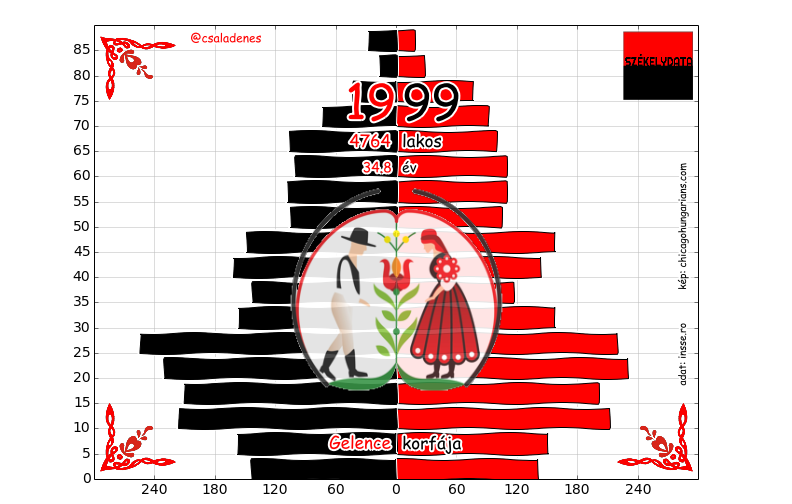 @csaladenes
SZÉKELYDATA
1999
4764 lakos
34.8 év
kép: chicagohungarians.com
adat: insse.ro
Gelence korfája
85
80
75
70
65
60
55
50
45
40
35
30
25
20
15
10
5
0
240 180 120 60 0 60 120 180 240